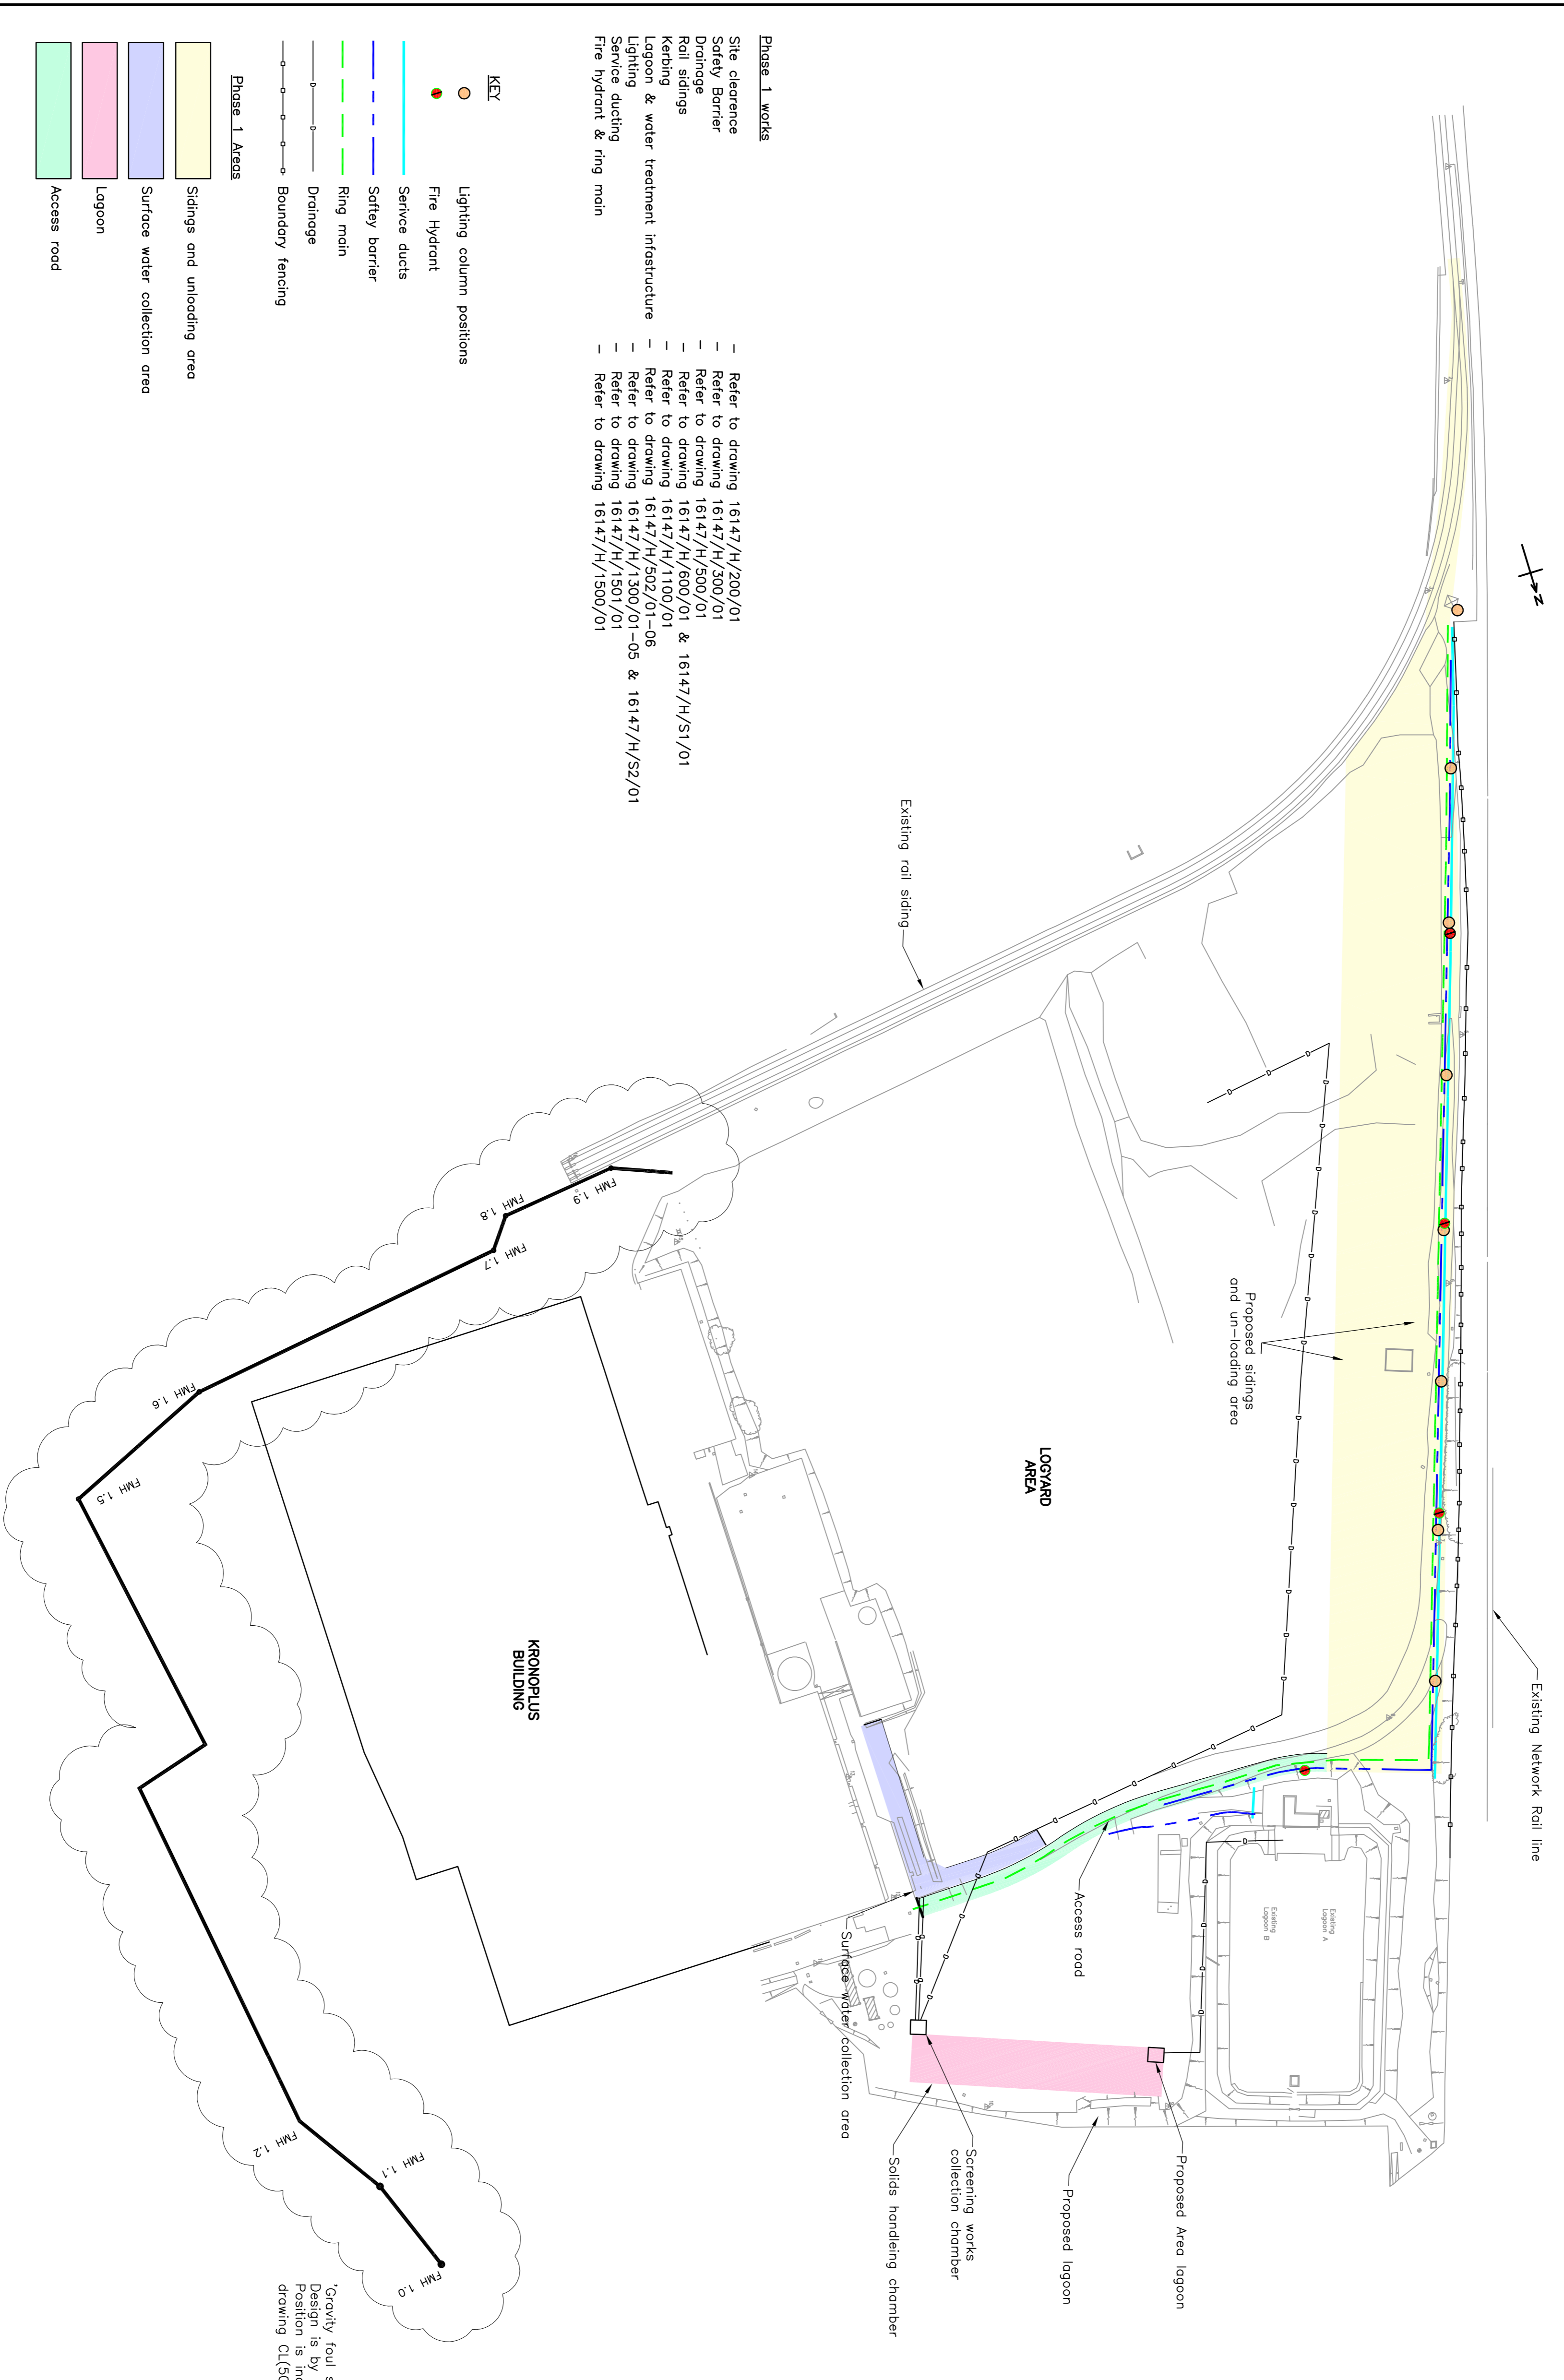 Phase 1 works
Site clearence – Refer to drawing 16147/H/200/01
Safety Barrier – Refer to drawing 16147/H/300/01
Drainage – Refer to drawing 16147/H/500/01
Rail sidings – Refer to drawing 16147/H/600/01 & 16147/H/S1/01
Kerbing – Refer to drawing 16147/H/1100/01
Lagoon & water treatment infastructure – Refer to drawing 16147/H/502/01-06
Lighting – Refer to drawing 16147/H/1300/01-05 & 16147/H/S2/01
Service ducting – Refer to drawing 16147/H/1501/01
Fire hydrant & ring main – Refer to drawing 16147/H/1500/01
KEY
Lighting column positions
Fire Hydrant
Serivce ducts
Saftey barrier
Ring main
Drainage
Boundary fencing
Phase 1 Areas
Sidings and unloading area
Surface water collection area
Lagoon
Access road
N
Existing Network Rail line
Existing rail siding
Proposed sidings
and un-loading area
LOGYARD
AREA
KRONOPLUS
BUILDING
Existing
Lagoon A
Existing
Lagoon B
Access road
Surface water collection area
Screening works
collection chamber
Solids handleing chamber
Proposed lagoon
Proposed Area lagoon
FMH 1.9
FMH 1.8
FMH 1.7
FMH 1.6
FMH 1.5
FMH 1.2
FMH 1.1
FMH 1.0
'Gravity foul
Design is by
Position is
drawing